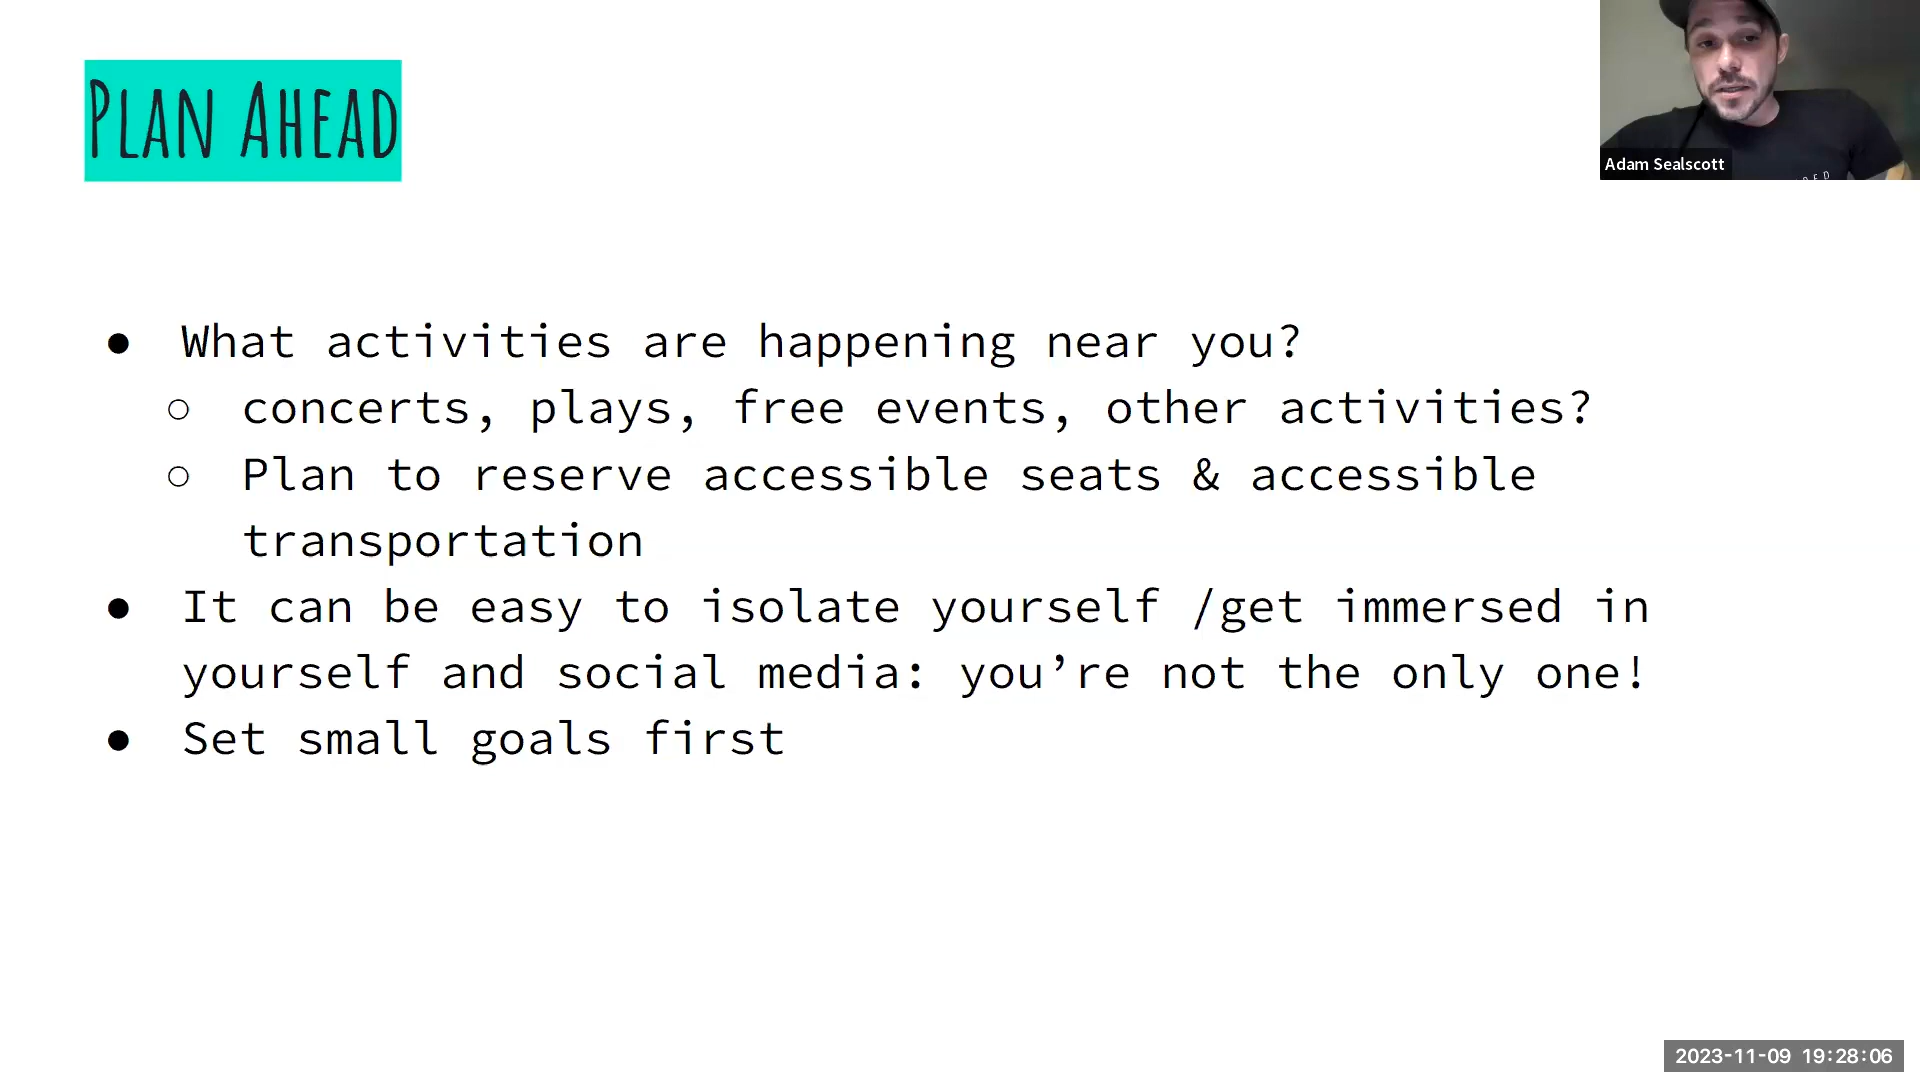 Plan Ahead
Adam Sealscott
● What activities are happening near you?
○ concerts, plays, free events, other activities?
○ Plan to reserve accessible seats & accessible
transportation
● It can be easy to isolate yourself /get immersed in
yourself and social media: you’re not the only one!
● Set small goals first
2023-11-09 19:28:06